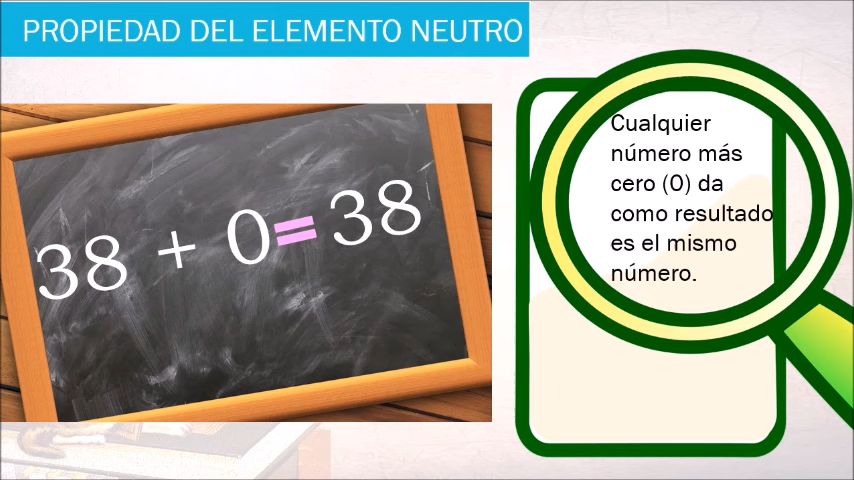 PROPIEDAD DEL ELEMENTO NEUTRO
38 + 0 = 38
Cualquier
número más
cero (0) da
como resultado
es el mismo
número.